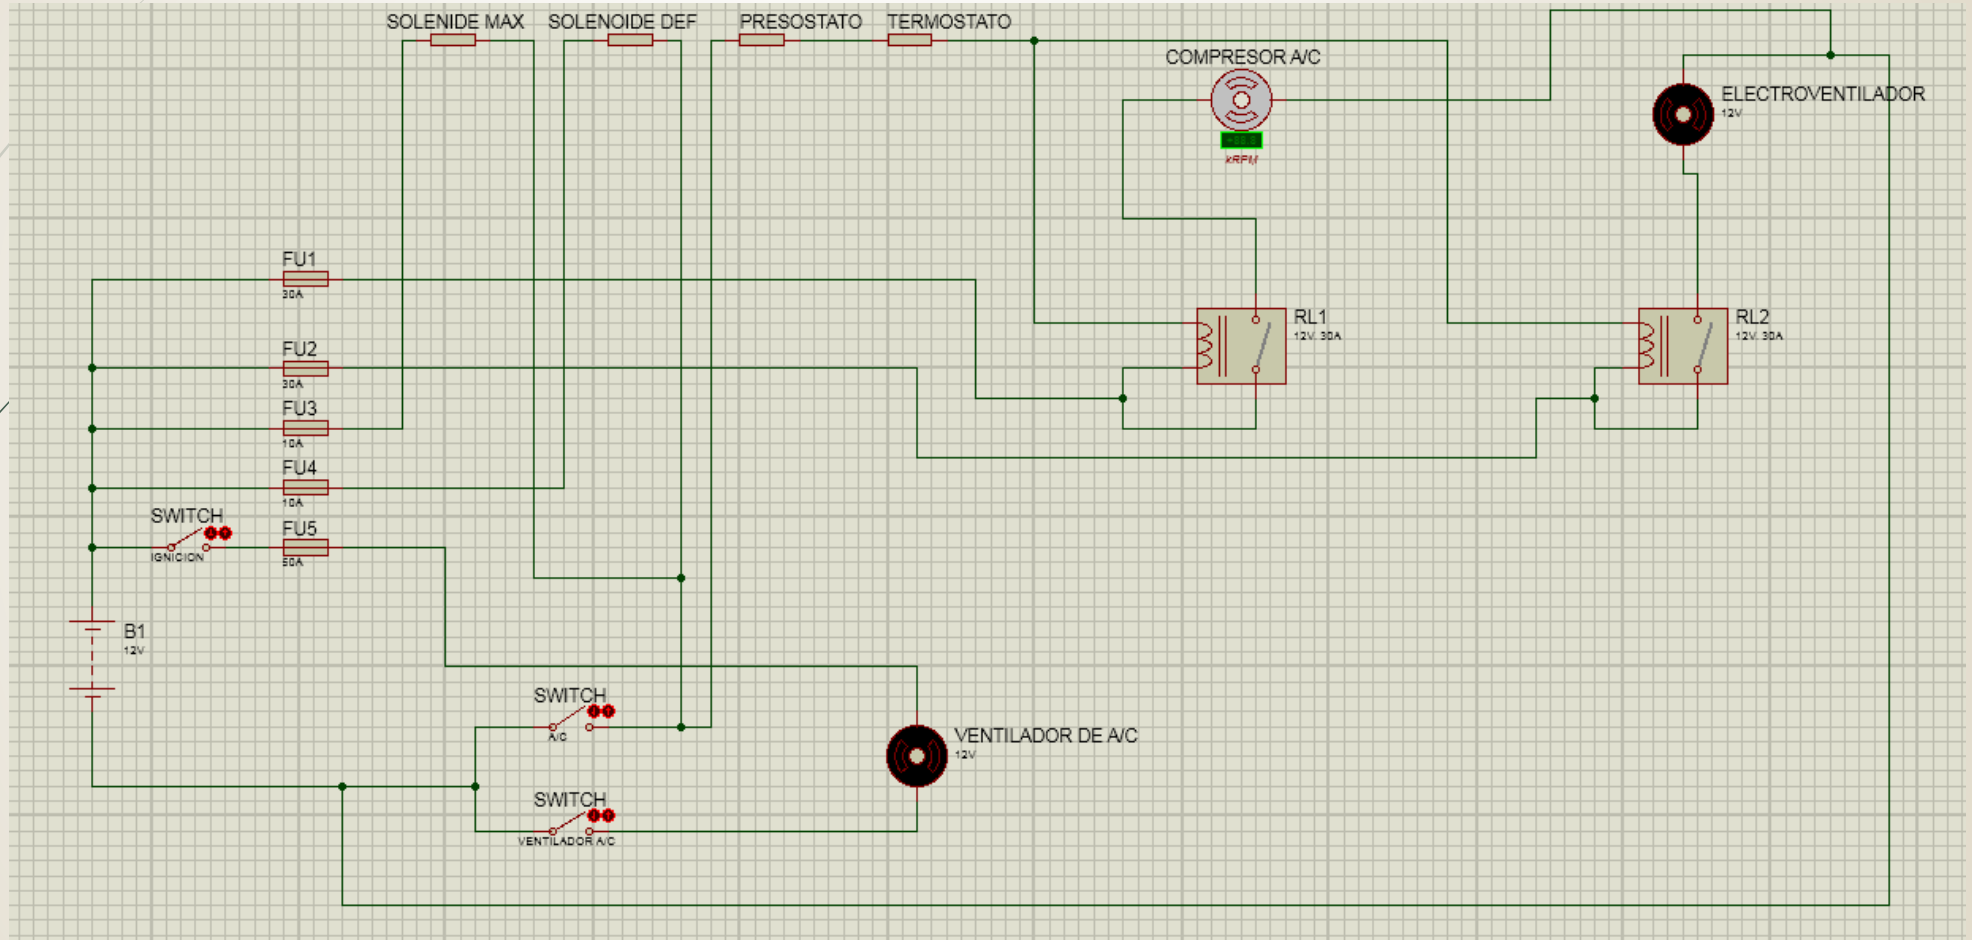 SOLENIDE MAX
SOLENOIDE DEF
PRESOSTATO
TERMOSTATO
COMPRESOR A/C
kRPM
ELECTROVENTILADOR
12V
FU1
30A
RL1
12V. 30A
RL2
12V. 30A
FU2
30A
FU3
10A
FU4
10A
SWITCH
IGNICION
FU5
50A
B1
12V
SWITCH
A/C
VENTILADOR DE A/C
12V
SWITCH
VENTILADOR A/C